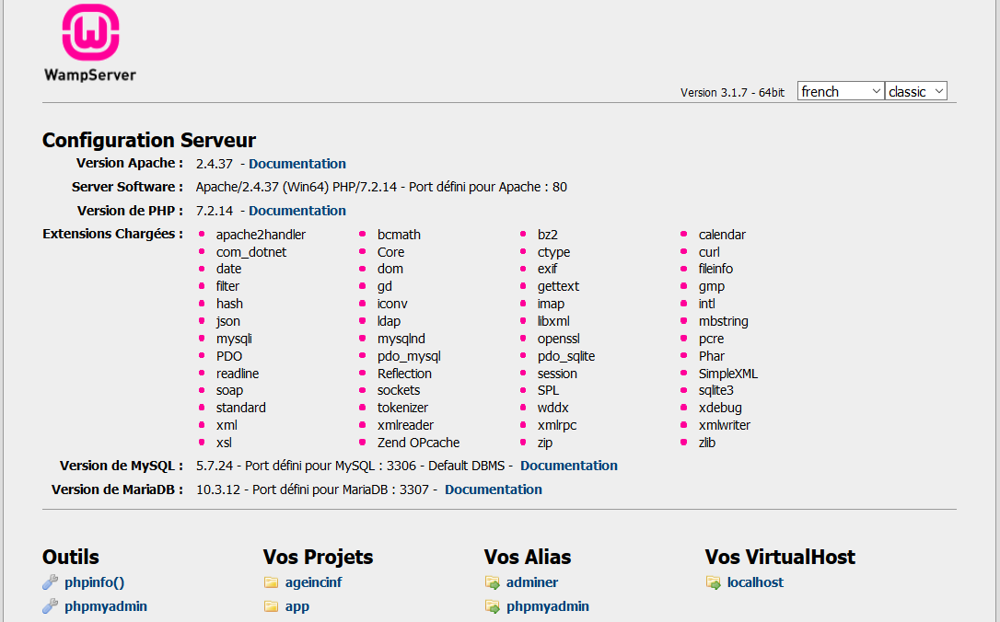 WampServer
Version 3.1.7 - 64bit french classic
Configuration Serveur
Version Apache : 2.4.37 - Documentation
Server Software : Apache/2.4.37 (Win64) PHP/7.2.14 - Port défini pour Apache : 80
Version de PHP : 7.2.14 - Documentation
Extensions Chargées : apache2handler bcmath bz2 calendar
com_dotnet Core ctype curl
date dom exif fileinfo
filter gd gettext gmp
hash iconv imap intl
json ldap libxml mbstring
mysqli mysqlnd openssl pcre
PDO pdo_mysql pdo_sqlite Phar
readline Reflection session SimpleXML
soap sockets SPL sqlite3
standard tokenizer wddx xdebug
xml xmlreader xmlrpc xmlwriter
xsl Zend OPcache zip zlib
Version de MySQL : 5.7.24 - Port défini pour MySQL : 3306 - Default DBMS - Documentation
Version de MariaDB : 10.3.12 - Port défini pour MariaDB : 3307 - Documentation
Outils Vos Projets Vos Alias Vos VirtualHost
phpinfo() ageincinf adminer localhost
phpmyadmin app phpmyadmin